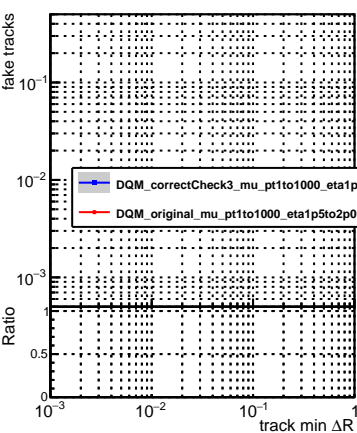 fake tracks
10⁻¹
10⁻²
10⁻³
DQM_correctCheck3_mu_pt1to1000_eta1p
DQM_original_mu_pt1to1000_eta1p5to2p0
Ratio
1
0.5
0
10⁻³ 10⁻² 10⁻¹ 1
track min ΔR